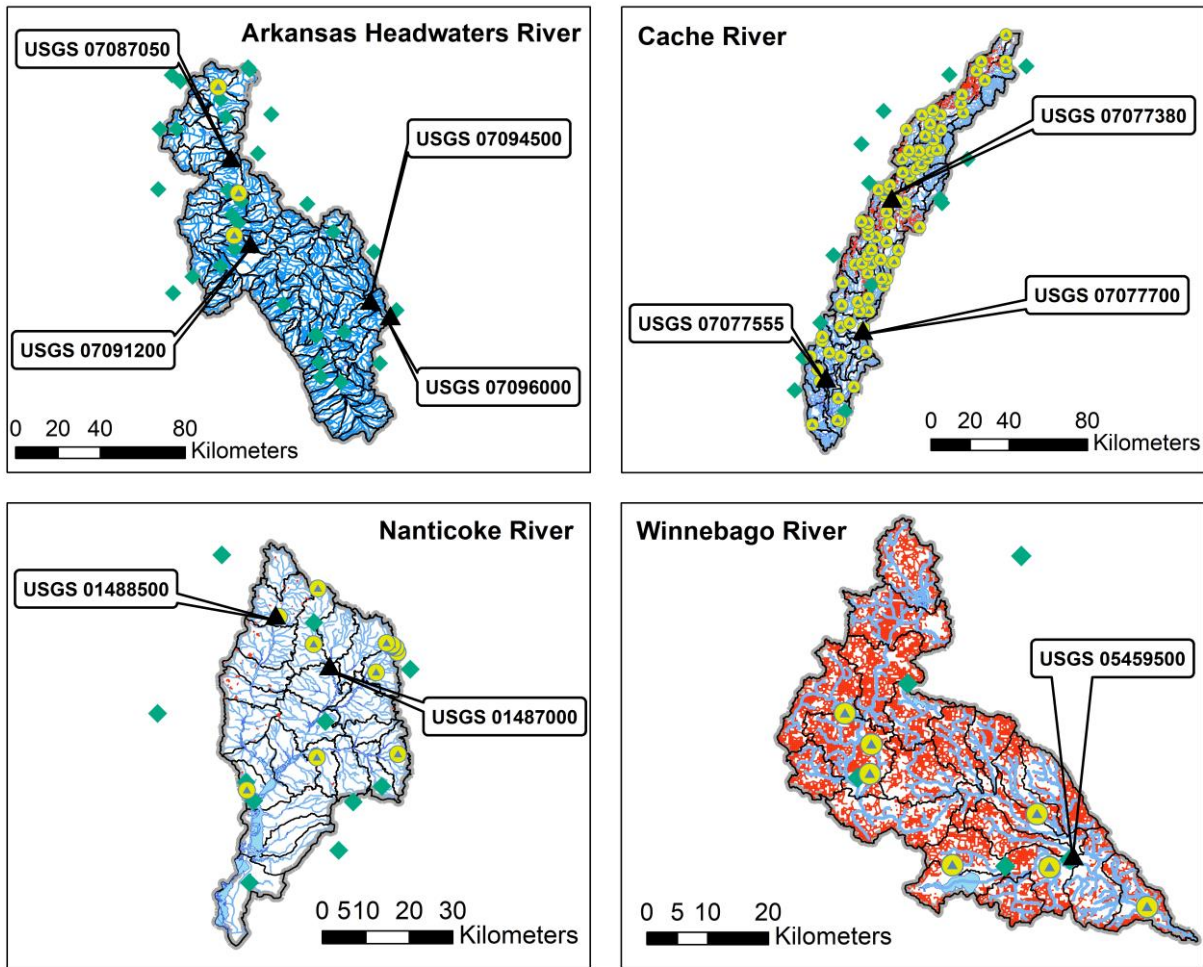 Arkansas Headwaters River
USGS 07087050
USGS 07094500
USGS 07091200
USGS 07096000
0 20 40 80
Kilometers
Cache River
USGS 07077380
USGS 07077700
USGS 07077555
0 20 40 80
Kilometers
Nanticoke River
USGS 01488500
USGS 01487000
0 510 20 30
Kilometers
Winnebago River
USGS 05459500
0 5 10 20
Kilometers